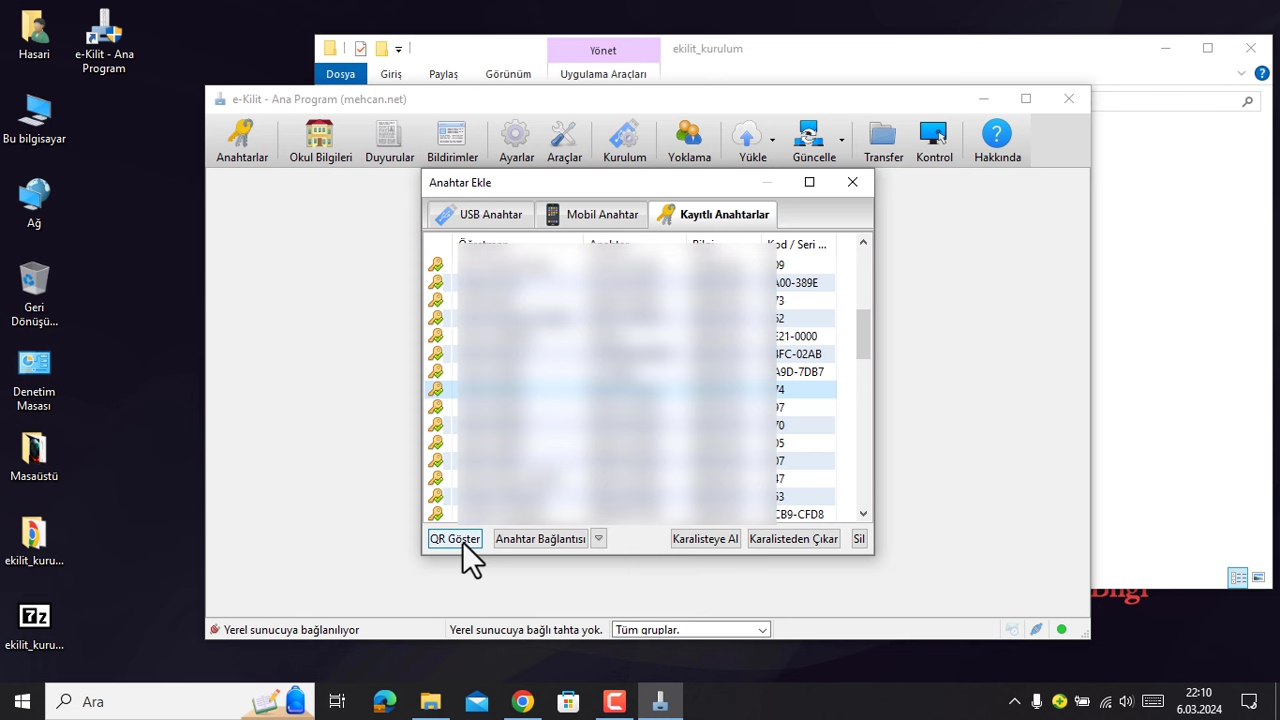 Hasari
e-Kilit - Ana Program
Bu bilgisayar
Ağ
Geri Dönüşü...
Denetim Masası
Masaüstü
ekilit_kuru...
ekilit_kuru...
Yönet
ekilit_kurulum
Dosya
Giriş
Paylaş
Görünüm
Uygulama Araçları
e-Kilit - Ana Program (mehcan.net)
Anahtarlar
Okul Bilgileri
Duyurular
Bildirimler
Ayarlar
Araçlar
Kurulum
Yoklama
Yükle
Güncelle
Transfer
Kontrol
Hakkında
Anahtar Ekle
USB Anahtar
Mobil Anahtar
Kayıtlı Anahtarlar
Kod / Seri ...
09
A00-389E
73
62
E21-0000
4FC-02AB
A9D-7DB7
74
97
70
05
07
47
63
CB9-CFD8
QR Göster
Anahtar Bağlantısı
Karalisteye Al
Karalisteden Çıkar
Sil
Bilgi
Yerel sunucuya bağlanılıyor
Yerel sunucuya bağlı tahta yok.
Tüm gruplar.
Ara
22:10
6.03.2024